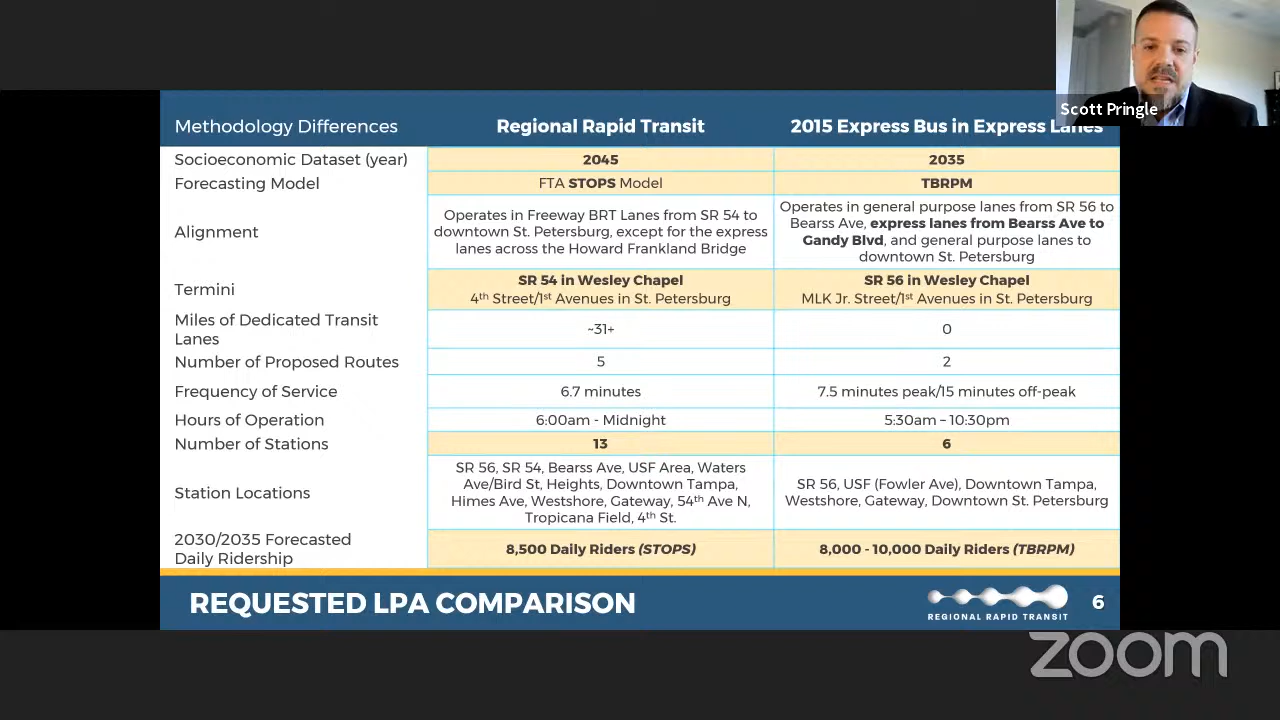 Scott Pringle
Methodology Differences
Regional Rapid Transit
2015 Express Bus in Express Lanes
Socioeconomic Dataset (year)
2045
2035
Forecasting Model
FTA STOPS Model
TBRPM
Alignment
Operates in Freeway BRT Lanes from SR 54 to
downtown St. Petersburg, except for the express
lanes across the Howard Frankland Bridge
Operates in general purpose lanes from SR 56 to
Bearss Ave, express lanes from Bearss Ave to
Gandy Blvd, and general purpose lanes to
downtown St. Petersburg
Termini
SR 54 in Wesley Chapel
4th Street/1st Avenues in St. Petersburg
SR 56 in Wesley Chapel
MLK Jr. Street/1st Avenues in St. Petersburg
Miles of Dedicated Transit
Lanes
~31+
0
Number of Proposed Routes
5
2
Frequency of Service
6.7 minutes
7.5 minutes peak/15 minutes off-peak
Hours of Operation
6:00am - Midnight
5:30am – 10:30pm
Number of Stations
13
6
Station Locations
SR 56, SR 54, Bearss Ave, USF Area, Waters
Ave/Bird St, Heights, Downtown Tampa,
Himes Ave, Westshore, Gateway, 54th Ave N,
Tropicana Field, 4th St.
SR 56, USF (Fowler Ave), Downtown Tampa,
Westshore, Gateway, Downtown St. Petersburg
2030/2035 Forecasted
Daily Ridership
8,500 Daily Riders (STOPS)
8,000 - 10,000 Daily Riders (TBRPM)
REQUESTED LPA COMPARISON
REGIONAL RAPID TRANSIT
6
zoom